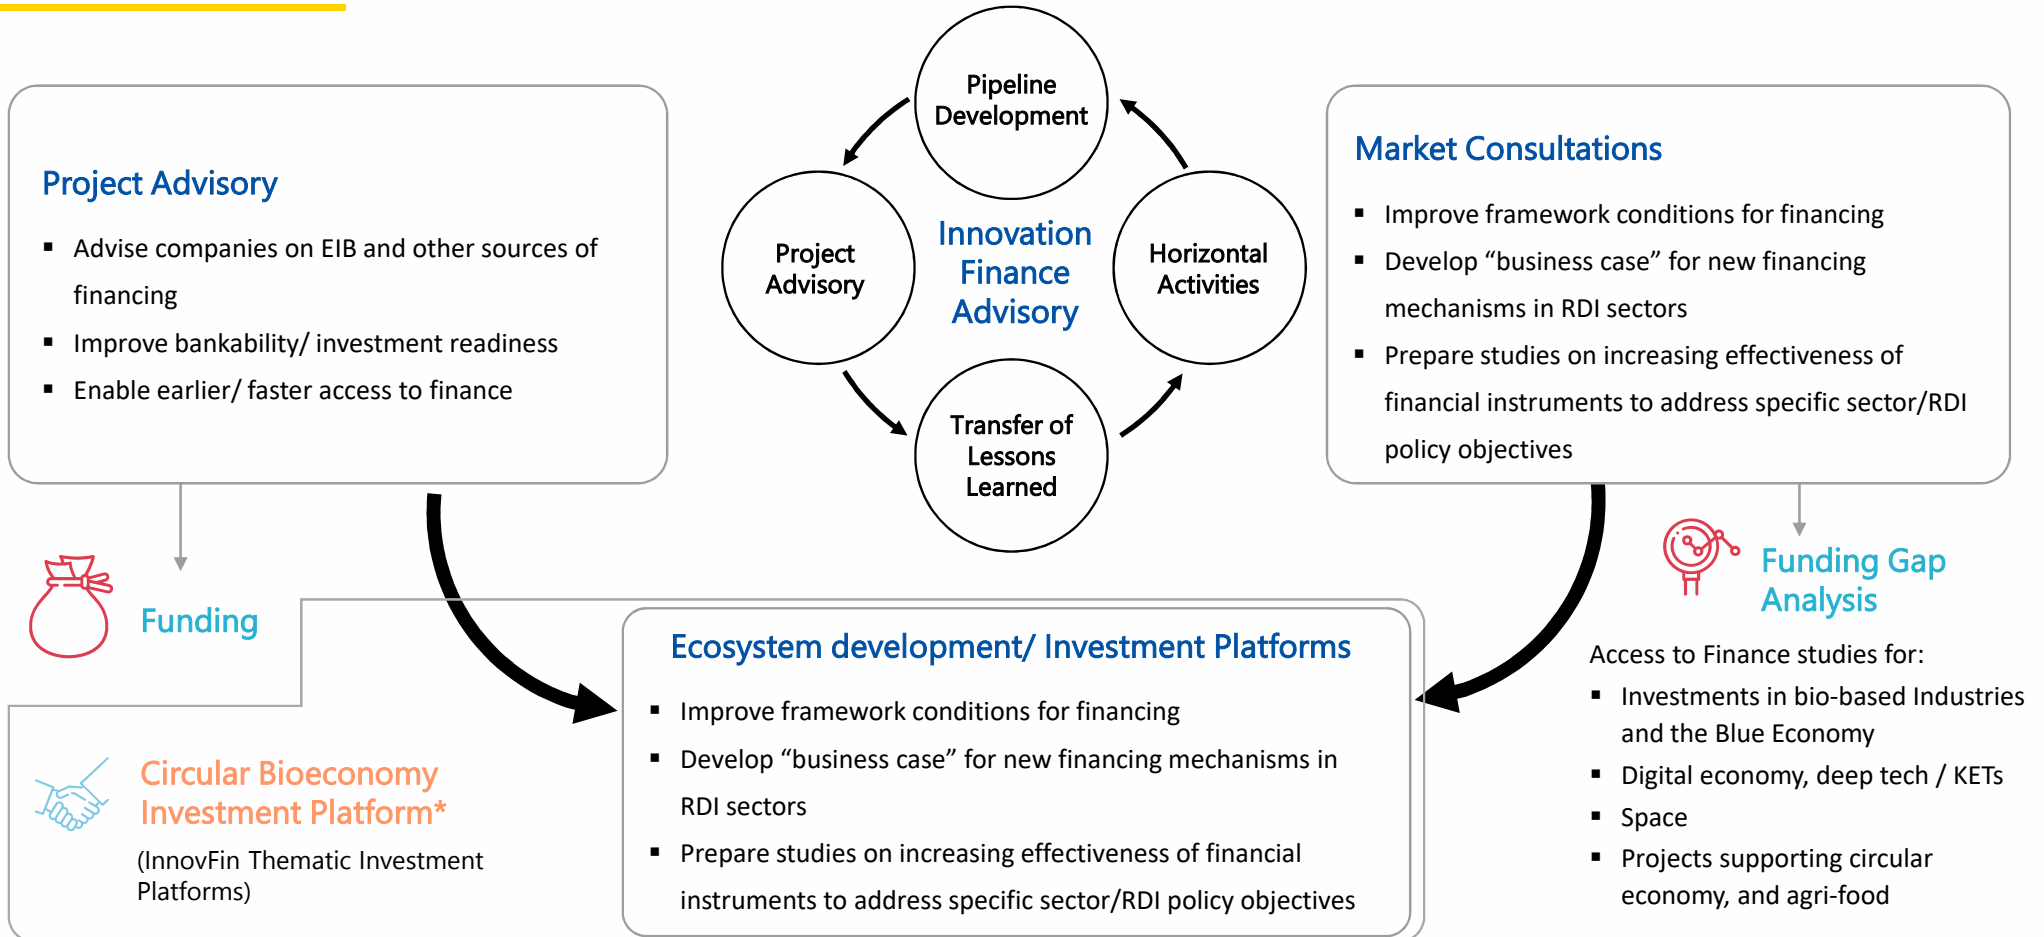 Project Advisory
▪ Advise companies on EIB and other sources of
financing
▪ Improve bankability/ investment readiness
▪ Enable earlier/ faster access to finance
Pipeline
Development
Project
Advisory
Innovation
Finance
Advisory
Horizontal
Activities
Transfer of
Lessons
Learned
Market Consultations
▪ Improve framework conditions for financing
▪ Develop “business case” for new financing
mechanisms in RDI sectors
▪ Prepare studies on increasing effectiveness of
financial instruments to address specific sector/RDI
policy objectives
Funding
Circular Bioeconomy
Investment Platform*
(InnovFin Thematic Investment
Platforms)
Ecosystem development/ Investment Platforms
▪ Improve framework conditions for financing
▪ Develop “business case” for new financing mechanisms in
RDI sectors
▪ Prepare studies on increasing effectiveness of financial
instruments to address specific sector/RDI policy objectives
Funding Gap
Analysis
Access to Finance studies for:
▪ Investments in bio-based Industries
and the Blue Economy
▪ Digital economy, deep tech / KETs
▪ Space
▪ Projects supporting circular
economy, and agri-food